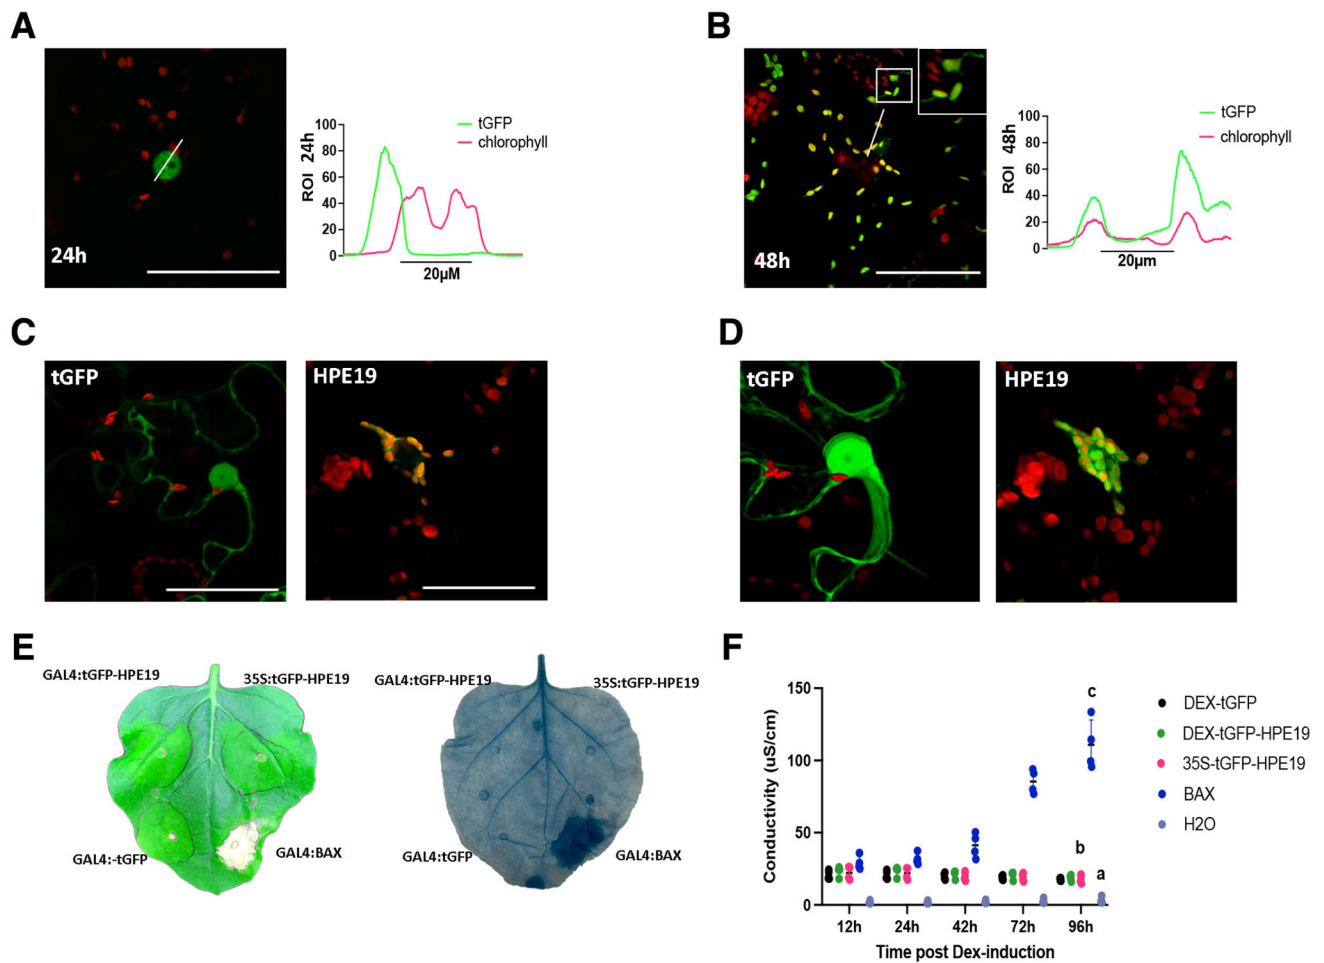 A
24h
ROI 24h
100
80
60
40
20
0
tGFP
chlorophyll
20µM
B
48h
ROI 48h
100
80
60
40
20
0
tGFP
chlorophyll
20µm
C
tGFP
HPE19
D
tGFP
HPE19
E
GAL4:tGFP-HPE19
35S:tGFP-HPE19
GAL4:-tGFP
GAL4:BAX
GAL4:tGFP-HPE19
35S:tGFP-HPE19
GAL4:tGFP
GAL4:BAX
F
Conductivity (uS/cm)
150
100
50
0
c
b
a
12h
24h
42h
72h
96h
Time post Dex-induction
DEX-tGFP
DEX-tGFP-HPE19
35S-tGFP-HPE19
BAX
H2O